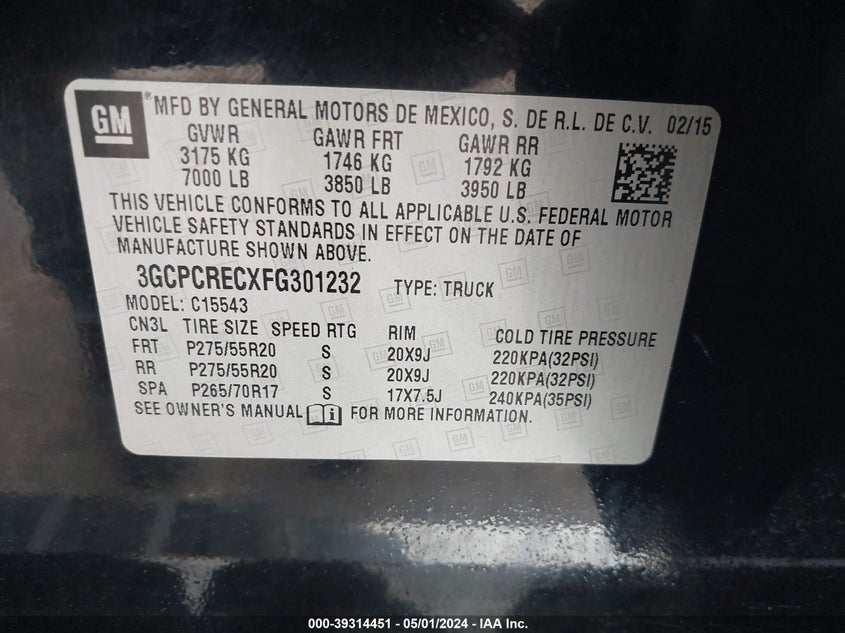 GM ® MFD BY GENERAL MOTORS DE MEXICO, S. DE R.L. DE C.V. 02/15
GVWR GAWR FRT GAWR RR
3175 KG 1746 KG 1792 KG
7000 LB 3850 LB 3950 LB
THIS VEHICLE CONFORMS TO ALL APPLICABLE U.S. FEDERAL MOTOR
VEHICLE SAFETY STANDARDS IN EFFECT ON THE DATE OF
MANUFACTURE SHOWN ABOVE.
3GCPCRECXFG301232 TYPE: TRUCK
MODEL: C15543
CN3L TIRE SIZE SPEED RTG RIM COLD TIRE PRESSURE
FRT P275/55R20 S 20X9J 220KPA(32PSI)
RR P275/55R20 S 20X9J 220KPA(32PSI)
SPA P265/70R17 S 17X7.5J 240KPA(35PSI)
SEE OWNER'S MANUAL i FOR MORE INFORMATION.
000-39314451 - 05/01/2024 - IAA Inc.